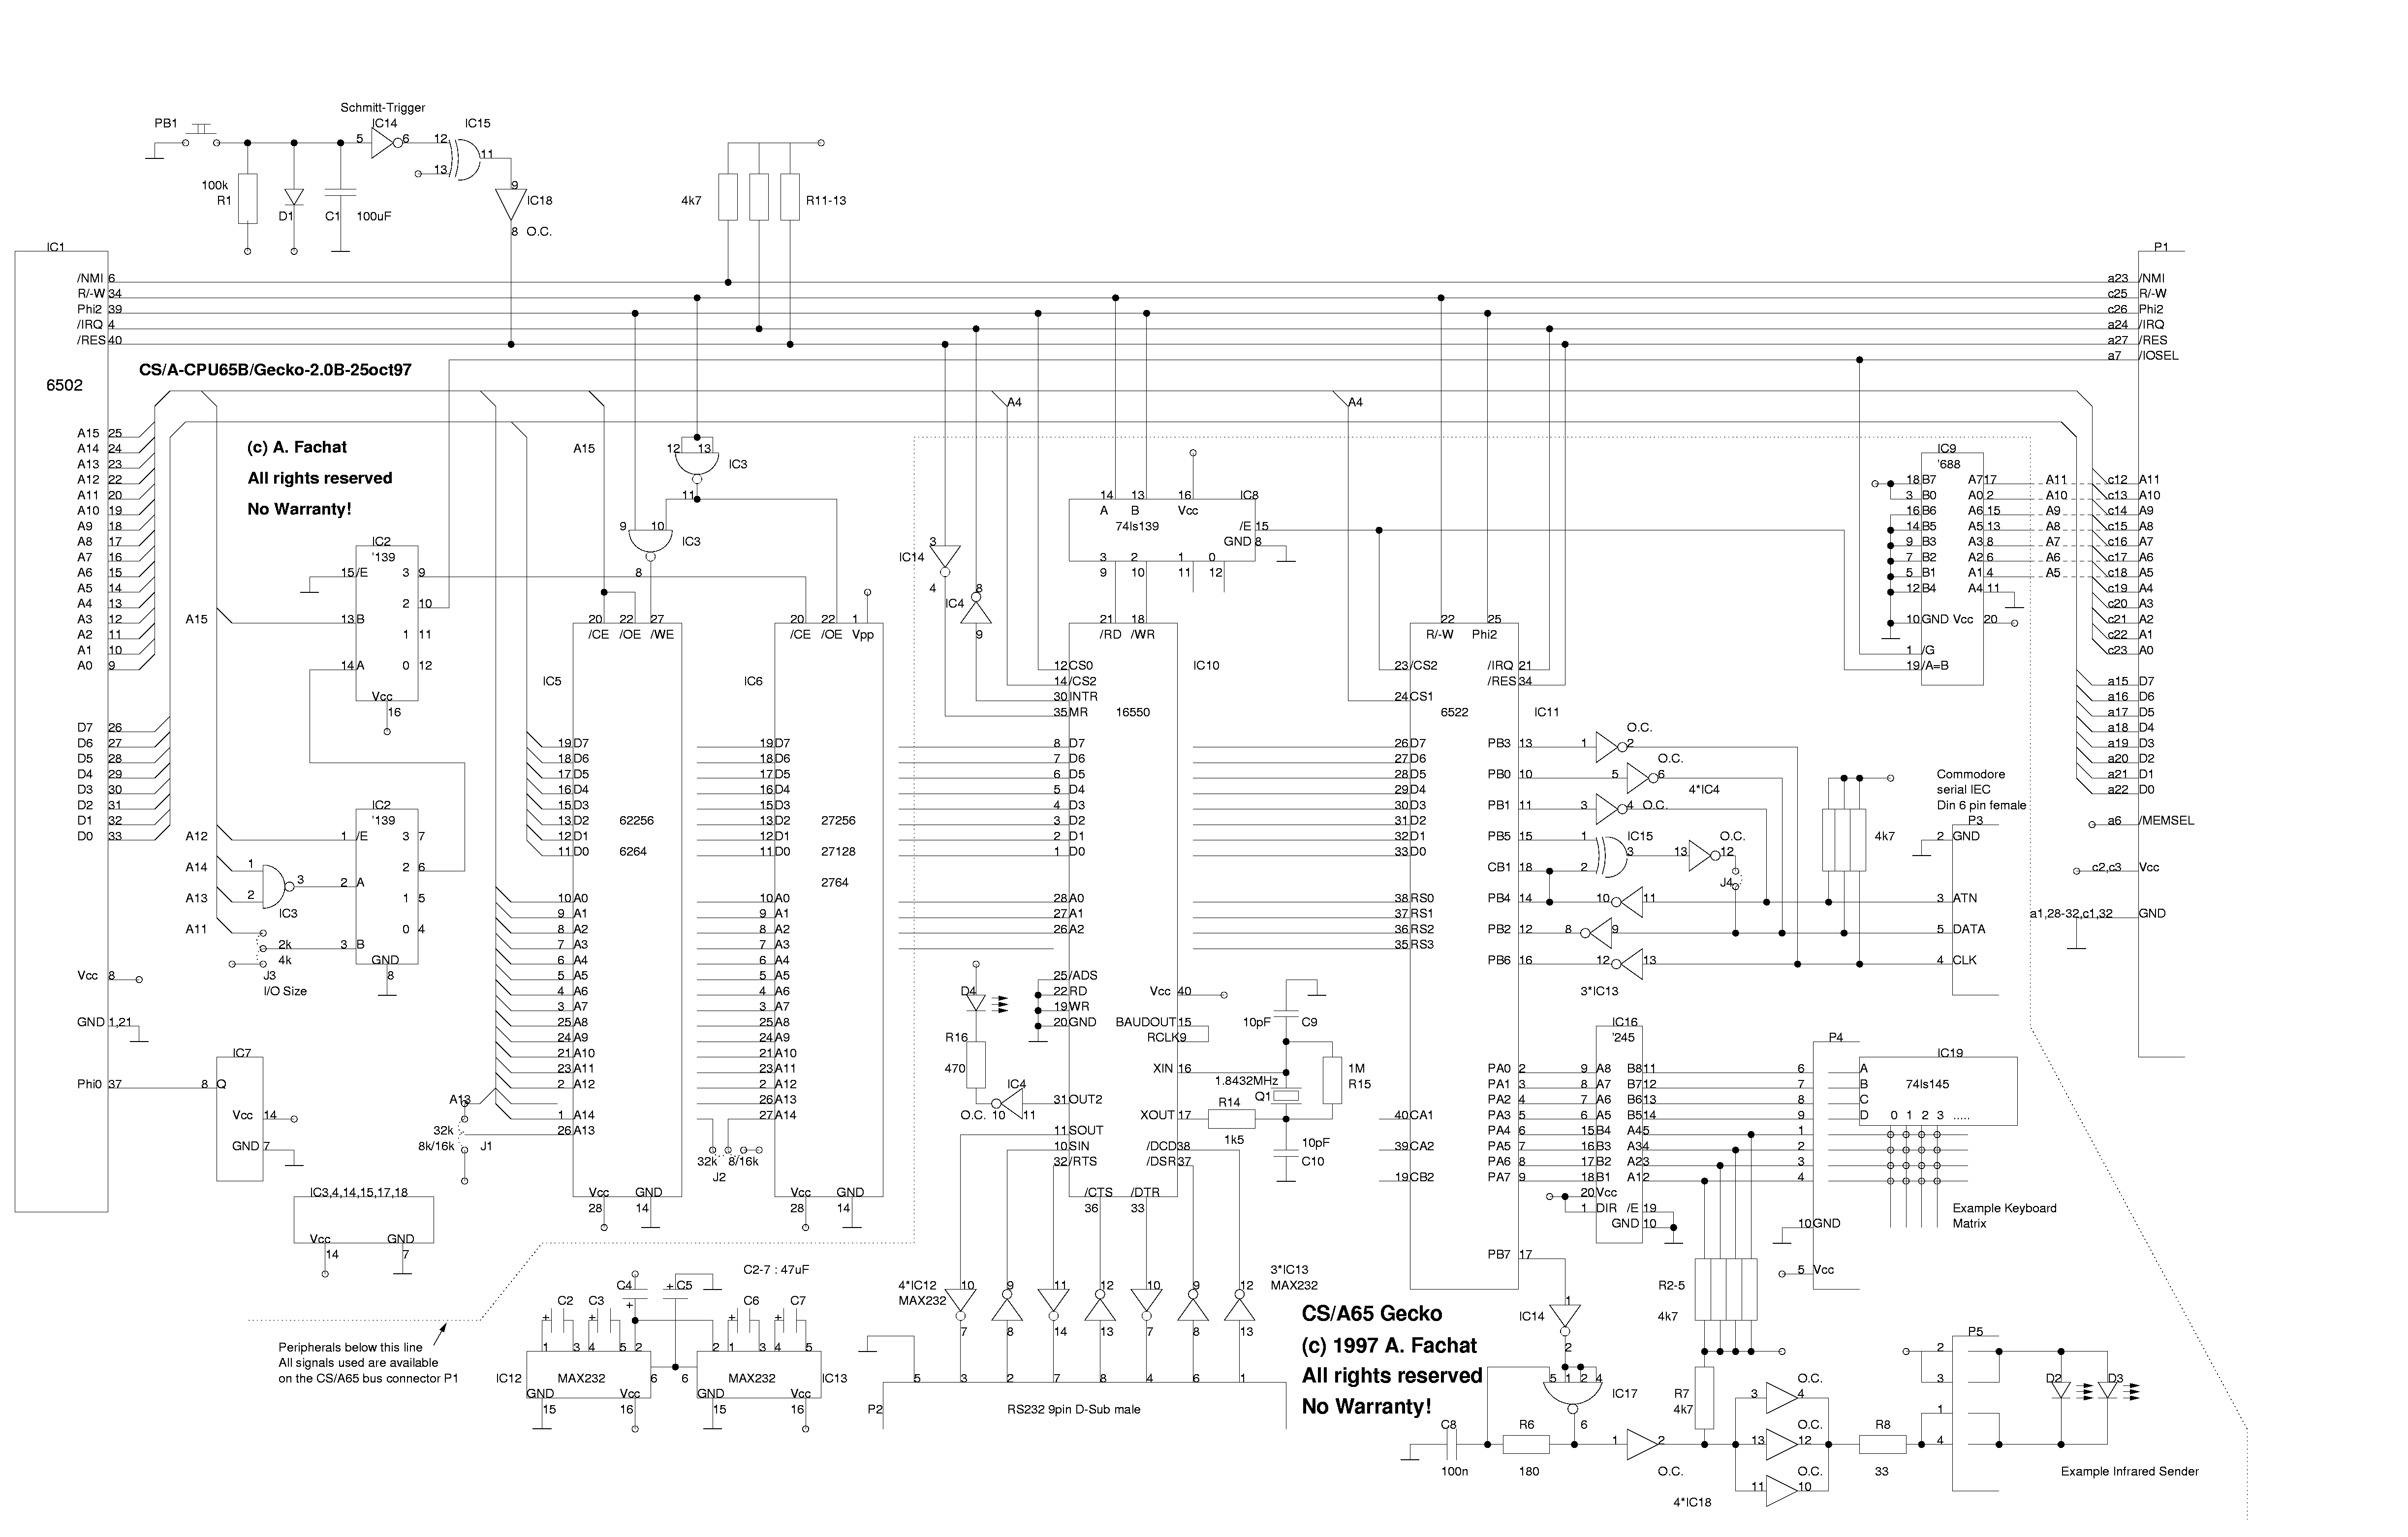 Schmitt-Trigger
PB1
IC14
IC15
5
6
12
13
11
100k
R1
D1
C1
100uF
9
IC18
8
O.C.
4k7
R11-13
IC1
/NMI 6
R/-W 34
Phi2 39
/IRQ 4
/RES 40
6502
CS/A-CPU65B/Gecko-2.0B-25oct97
(c) A. Fachat
All rights reserved
No Warranty!
A15 25
A14 24
A13 23
A12 22
A11 20
A10 19
A9 18
A8 17
A7 16
A6 15
A5 14
A4 13
A3 12
A2 11
A1 10
A0 9
D7 26
D6 27
D5 28
D4 29
D3 30
D2 31
D1 32
D0 33
Vcc 8
GND 1,21
Phi0 37
IC7
8 Q
Vcc 14
GND 7
IC3,4,14,15,17,18
Vcc GND
14 7
IC2
'139
15 /E 3 9
2 10
A15 13 B
1 11
14 A 0 12
Vcc
16
IC2
'139
A12 1 /E 3 7
A14 1
2 6
3 2 A
A13 2
1 5
IC3
A11
0 4
2k 3 B
4k
GND
8
J3
I/O Size
A15
12 13
IC3
11
9 10
IC3
8
20 22 27
/CE /OE /WE
IC5
19 D7
18 D6
17 D5
16 D4
15 D3
13 D2 62256
12 D1
11 D0 6264
10 A0
9 A1
8 A2
7 A3
6 A4
5 A5
4 A6
3 A7
25 A8
24 A9
21 A10
23 A11
2 A12
1 A14
26 A13
Vcc GND
28 14
A13
32k
8k/16k J1
20 22 1
/CE /OE Vpp
IC6
19 D7
18 D6
17 D5
16 D4
15 D3
13 D2 27256
12 D1
11 D0 27128
2764
10 A0
9 A1
8 A2
7 A3
6 A4
5 A5
4 A6
3 A7
25 A8
24 A9
21 A10
23 A11
2 A12
26 A13
27 A14
Vcc GND
28 14
32k 8/16k
J2
A4
A4
14 13 16 IC8
A B Vcc
74ls139 /E 15
GND 8
3 2 1 0
9 10 11 12
IC14 3
4
8
IC4
9
21 18
/RD /WR
12 CS0 IC10
14 /CS2
30 INTR
35 MR 16550
8 D7
7 D6
6 D5
5 D4
4 D3
3 D2
2 D1
1 D0
28 A0
27 A1
26 A2
25 /ADS
22 RD
19 WR
20 GND
Vcc 40
BAUDOUT 15
RCLK 9
XIN 16
31 OUT2
XOUT 17
11 SOUT
10 SIN /DCD 38
32 /RTS /DSR 37
/CTS /DTR
36 33
D4
R16
470
IC4
O.C. 10 11
10pF C9
1.8432MHz
Q1
1M
R15
R14
1k5
10pF
C10
22 25
R/-W Phi2
23 /CS2 /IRQ 21
/RES 34
24 CS1
6522 IC11
26 D7
27 D6
28 D5
29 D4
30 D3
31 D2
32 D1
33 D0
38 RS0
37 RS1
36 RS2
35 RS3
40 CA1
39 CA2
19 CB2
PB3 13
PB0 10
PB1 11
PB5 15
CB1 18
PB4 14
PB2 12
PB6 16
PA0 2
PA1 3
PA2 4
PA3 5
PA4 6
PA5 7
PA6 8
PA7 9
PB7 17
1 2 O.C.
5 6 O.C.
4*IC4
3 4 O.C.
1 IC15
2 3
13 12 O.C.
J4
10 11
8 9
12 13
3*IC13
4k7
Commodore
serial IEC
Din 6 pin female
P3
2 GND
3 ATN
5 DATA
4 CLK
IC9
'688
18 B7 A7 17 A11
3 B0 A0 2 A10
16 B6 A6 15 A9
14 B5 A5 13 A8
9 B3 A3 8 A7
7 B2 A2 6 A6
5 B1 A1 4 A5
12 B4 A4 11
10 GND Vcc 20
1 /G
19 /A=B
P1
a23 /NMI
c25 R/-W
c26 Phi2
a24 /IRQ
a27 /RES
a7 /IOSEL
c12 A11
c13 A10
c14 A9
c15 A8
c16 A7
c17 A6
c18 A5
c19 A4
c20 A3
c21 A2
c22 A1
c23 A0
a15 D7
a16 D6
a17 D5
a18 D4
a19 D3
a20 D2
a21 D1
a22 D0
a6 /MEMSEL
c2,c3 Vcc
a1,28-32,c1,32 GND
IC16
'245
9 A8 B8 11
8 A7 B7 12
7 A6 B6 13
6 A5 B5 14
15 B4 A4 5
16 B3 A3 4
17 B2 A2 3
18 B1 A1 2
20 Vcc
1 DIR /E 19
GND 10
P4
6
7
8
9
1
2
3
4
10 GND
5 Vcc
IC19
A
B 74ls145
C
D 0 1 2 3 .....
Example Keyboard
Matrix
R2-5
4k7
Peripherals below this line
All signals used are available
on the CS/A65 bus connector P1
C2-7 : 47uF
C4 + C5
+
+ C2 + C3 + C6 + C7
1 3 4 5 2 2 1 3 4 5
IC12 MAX232 6 6 MAX232 IC13
GND Vcc GND Vcc
15 16 15 16
4*IC12
MAX232
3*IC13
MAX232
10 9 11 12 10 9 12
7 8 14 13 7 8 13
5 3 2 7 8 4 6 1
P2
RS232 9pin D-Sub male
CS/A65 Gecko
(c) 1997 A. Fachat
All rights reserved
No Warranty!
1
IC14
2
5 1 2 4
IC17
6
C8
100n
R6
180
1 2
O.C.
R7
4k7
3 4 O.C.
13 12 O.C.
11 10 O.C.
4*IC18
R8
33
P5
2
3
1
4
D2 D3
Example Infrared Sender